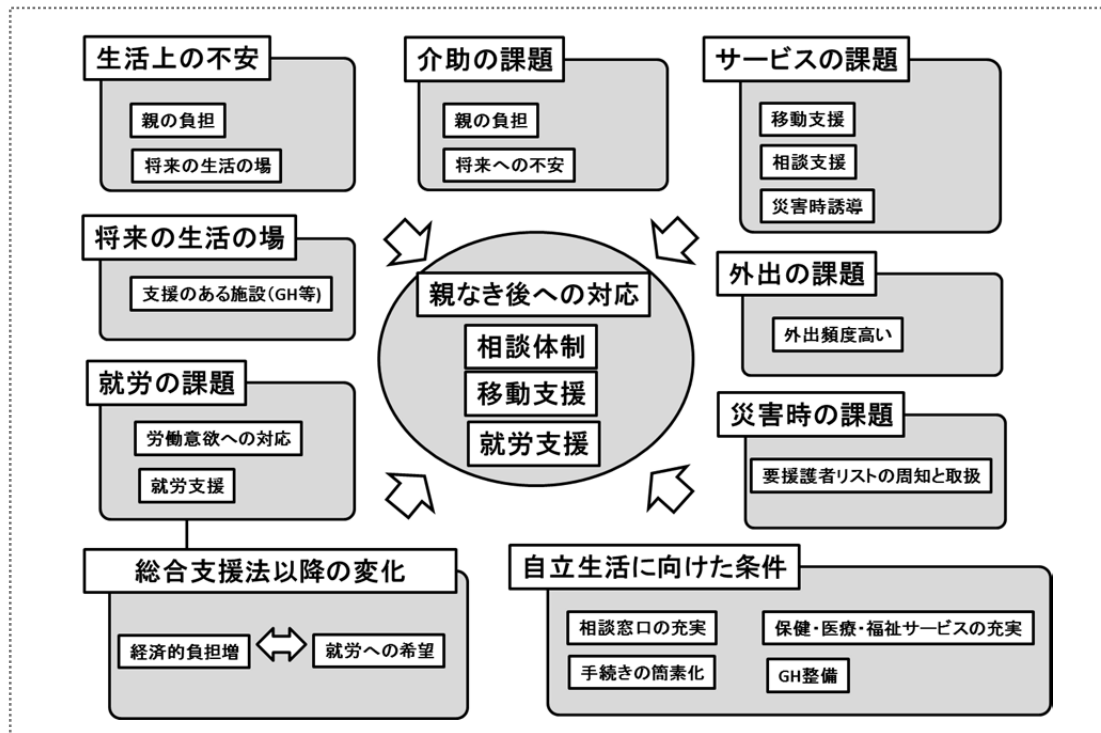 生活上の不安
親の負担
将来の生活の場
介助の課題
親の負担
将来への不安
サービスの課題
移動支援
相談支援
災害時誘導
将来の生活の場
支援のある施設（GH等)
外出の課題
外出頻度高い
親なき後への対応
相談体制
移動支援
就労支援
就労の課題
労働意欲への対応
就労支援
災害時の課題
要援護者リストの周知と取扱
総合支援法以降の変化
経済的負担増
就労への希望
自立生活に向けた条件
相談窓口の充実
保健・医療・福祉サービスの充実
手続きの簡素化
GH整備